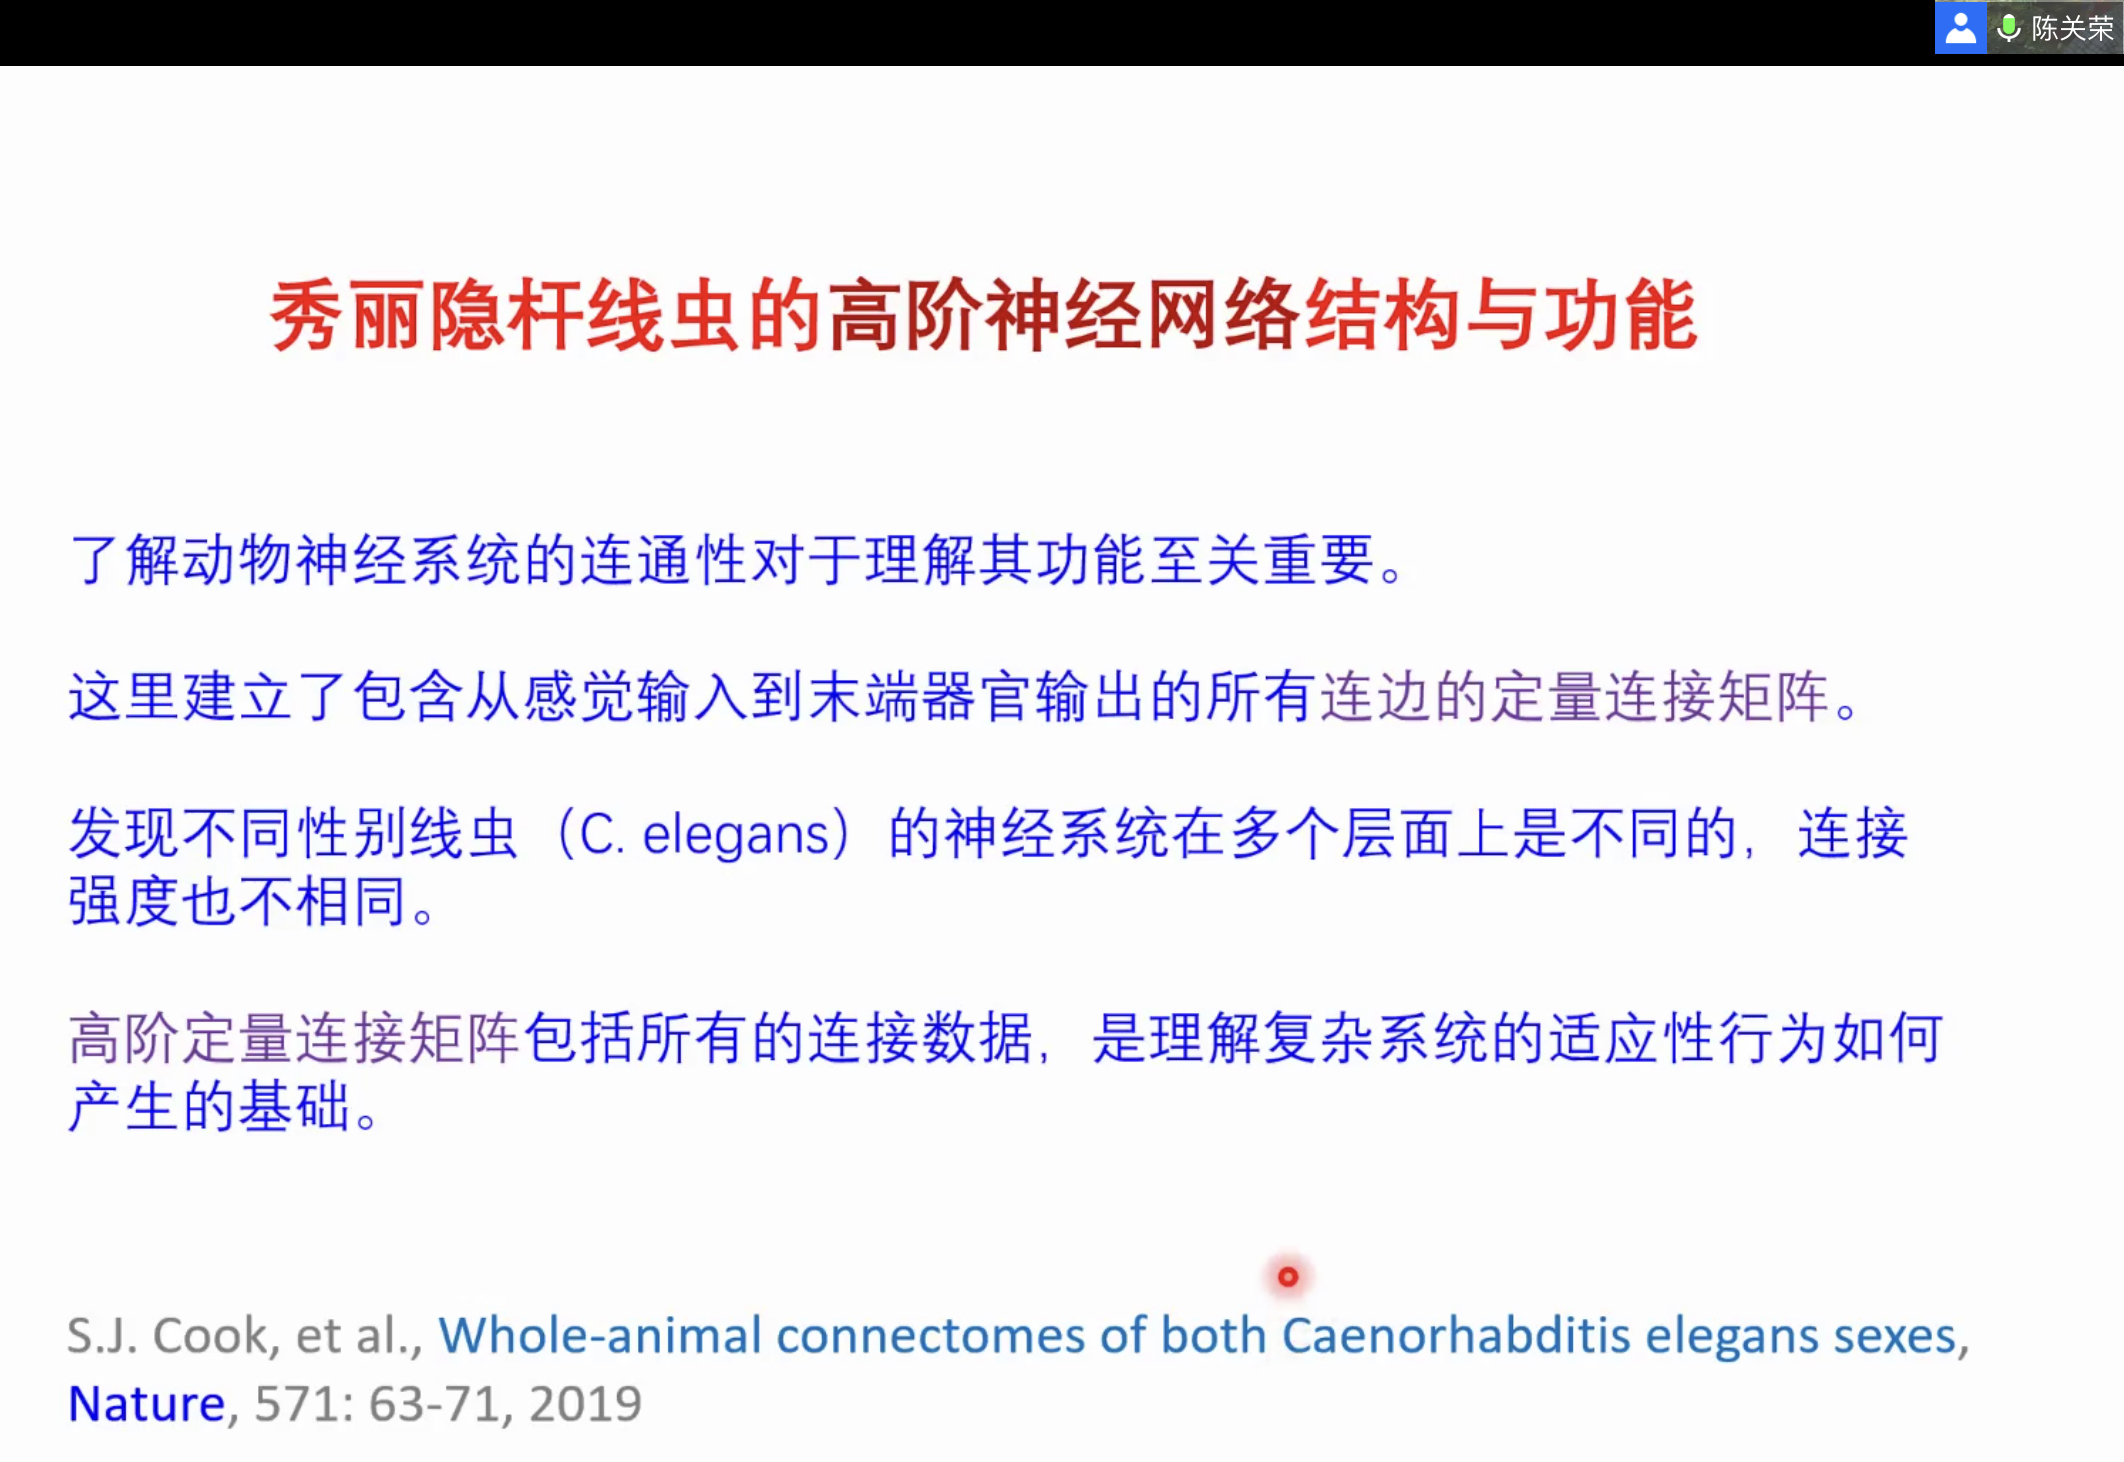 陈关荣
秀丽隐杆线虫的高阶神经网络结构与功能
了解动物神经系统的连通性对于理解其功能至关重要。
这里建立了包含从感觉输入到末端器官输出的所有连边的定量连接矩阵。
发现不同性别线虫（C. elegans）的神经系统在多个层面上是不同的，连接
强度也不相同。
高阶定量连接矩阵包括所有的连接数据，是理解复杂系统的适应性行为如何
产生的基础。
S.J. Cook, et al., Whole-animal connectomes of both Caenorhabditis elegans sexes,
Nature, 571: 63-71, 2019